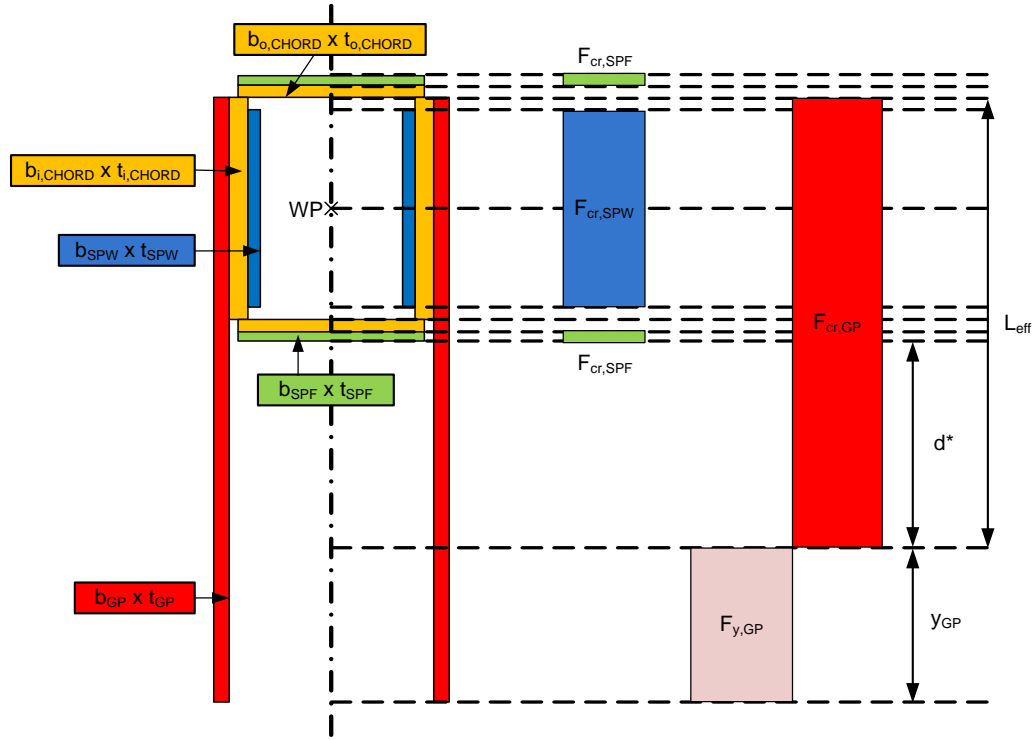 b_o,CHORD x t_o,CHORD
F_cr,SPF
b_i,CHORD x t_i,CHORD
WP
F_cr,SPW
b_SPW x t_SPW
F_cr,GP
L_eff
F_cr,SPF
b_SPF x t_SPF
d*
b_GP x t_GP
F_y,GP
y_GP